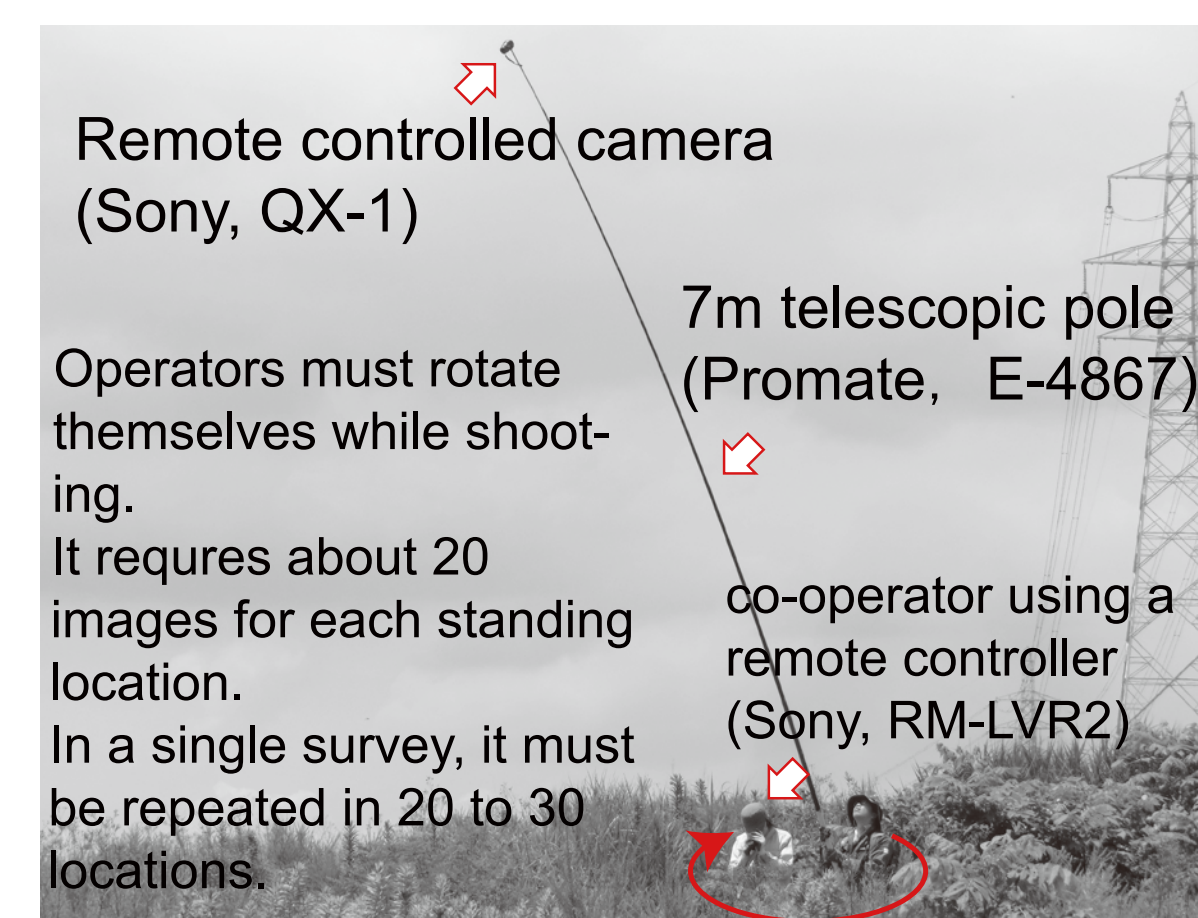 Remote controlled camera
(Sony, QX-1)
7m telescopic pole
(Promate, E-4867)
Operators must rotate
themselves while shoot-
ing.
It requres about 20
images for each standing
location.
In a single survey, it must
be repeated in 20 to 30
locations.
co-operator using a
remote controller
(Sony, RM-LVR2)